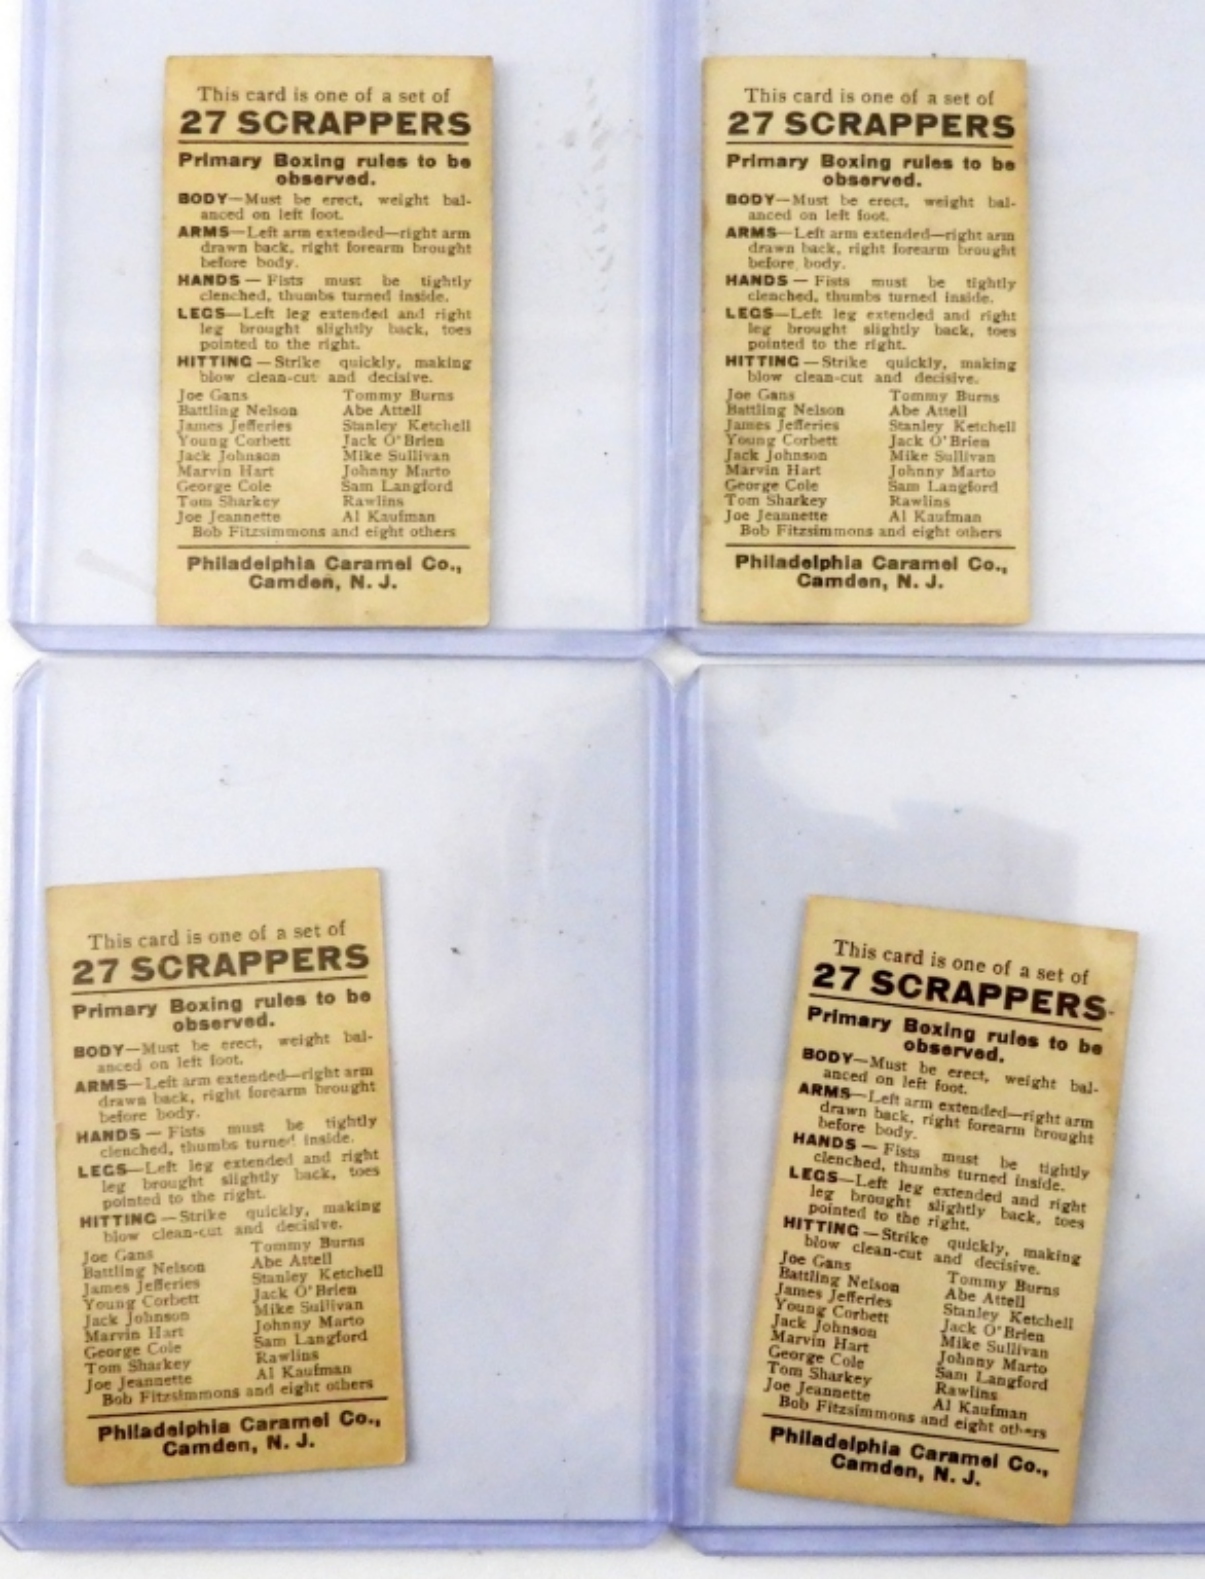 This card is one of a set of
27 SCRAPPERS
Primary Boxing rules to be
observed.
BODY—Must be erect, weight bal-
anced on left foot.
ARMS—Left arm extended—right arm
drawn back, right forearm brought
before body.
HANDS — Fists must be tightly
clenched, thumbs turned inside.
LEGS—Left leg extended and right
leg brought slightly back, toes
pointed to the right.
HITTING — Strike quickly, making
blow clean-cut and decisive.
Joe Gans Tommy Burns
Battling Nelson Abe Attell
James Jefferies Stanley Ketchell
Young Corbett Jack O'Brien
Jack Johnson Mike Sullivan
Marvin Hart Johnny Marto
George Cole Sam Langford
Tom Sharkey Rawlins
Joe Jeannette Al Kaufman
Bob Fitzsimmons and eight others
Philadelphia Caramel Co.,
Camden, N. J.
This card is one of a set of
27 SCRAPPERS
Primary Boxing rules to be
observed.
BODY—Must be erect, weight bal-
anced on left foot.
ARMS—Left arm extended—right arm
drawn back, right forearm brought
before body.
HANDS — Fists must be tightly
clenched, thumbs turned inside.
LEGS—Left leg extended and right
leg brought slightly back, toes
pointed to the right.
HITTING — Strike quickly, making
blow clean-cut and decisive.
Joe Gans Tommy Burns
Battling Nelson Abe Attell
James Jefferies Stanley Ketchell
Young Corbett Jack O'Brien
Jack Johnson Mike Sullivan
Marvin Hart Johnny Marto
George Cole Sam Langford
Tom Sharkey Rawlins
Joe Jeannette Al Kaufman
Bob Fitzsimmons and eight others
Philadelphia Caramel Co.,
Camden, N. J.
This card is one of a set of
27 SCRAPPERS
Primary Boxing rules to be
observed.
BODY—Must be erect, weight bal-
anced on left foot.
ARMS—Left arm extended—right arm
drawn back, right forearm brought
before body.
HANDS — Fists must be tightly
clenched, thumbs turned inside.
LEGS—Left leg extended and right
leg brought slightly back, toes
pointed to the right.
HITTING — Strike quickly, making
blow clean-cut and decisive.
Joe Gans Tommy Burns
Battling Nelson Abe Attell
James Jefferies Stanley Ketchell
Young Corbett Jack O'Brien
Jack Johnson Mike Sullivan
Marvin Hart Johnny Marto
George Cole Sam Langford
Tom Sharkey Rawlins
Joe Jeannette Al Kaufman
Bob Fitzsimmons and eight others
Philadelphia Caramel Co.,
Camden, N. J.
This card is one of a set of
27 SCRAPPERS
Primary Boxing rules to be
observed.
BODY—Must be erect, weight bal-
anced on left foot.
ARMS—Left arm extended—right arm
drawn back, right forearm brought
before body.
HANDS — Fists must be tightly
clenched, thumbs turned inside.
LEGS—Left leg extended and right
leg brought slightly back, toes
pointed to the right.
HITTING — Strike quickly, making
blow clean-cut and decisive.
Joe Gans Tommy Burns
Battling Nelson Abe Attell
James Jefferies Stanley Ketchell
Young Corbett Jack O'Brien
Jack Johnson Mike Sullivan
Marvin Hart Johnny Marto
George Cole Sam Langford
Tom Sharkey Rawlins
Joe Jeannette Al Kaufman
Bob Fitzsimmons and eight others
Philadelphia Caramel Co.,
Camden, N. J.